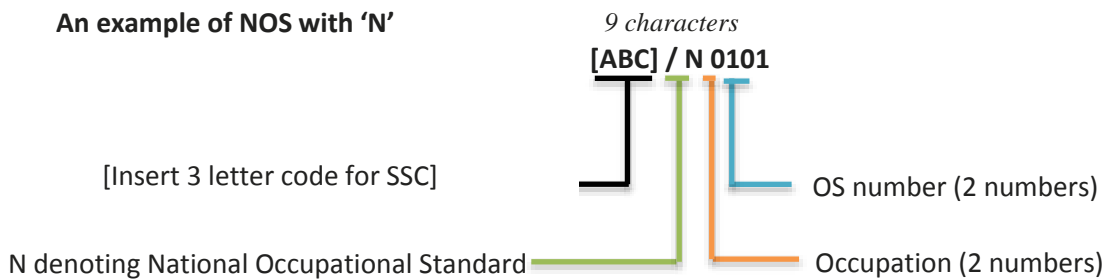 An example of NOS with ‘N’
9 characters
[ABC] / N 0101
[Insert 3 letter code for SSC]
OS number (2 numbers)
N denoting National Occupational Standard
Occupation (2 numbers)